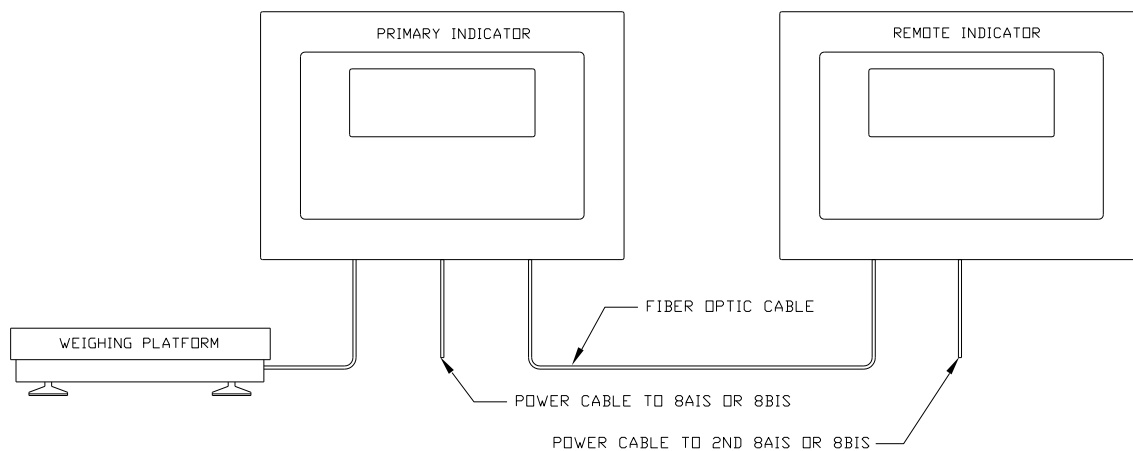 PRIMARY INDICATOR
REMOTE INDICATOR
FIBER OPTIC CABLE
WEIGHING PLATFORM
POWER CABLE TO 8AIS OR 8BIS
POWER CABLE TO 2ND 8AIS OR 8BIS